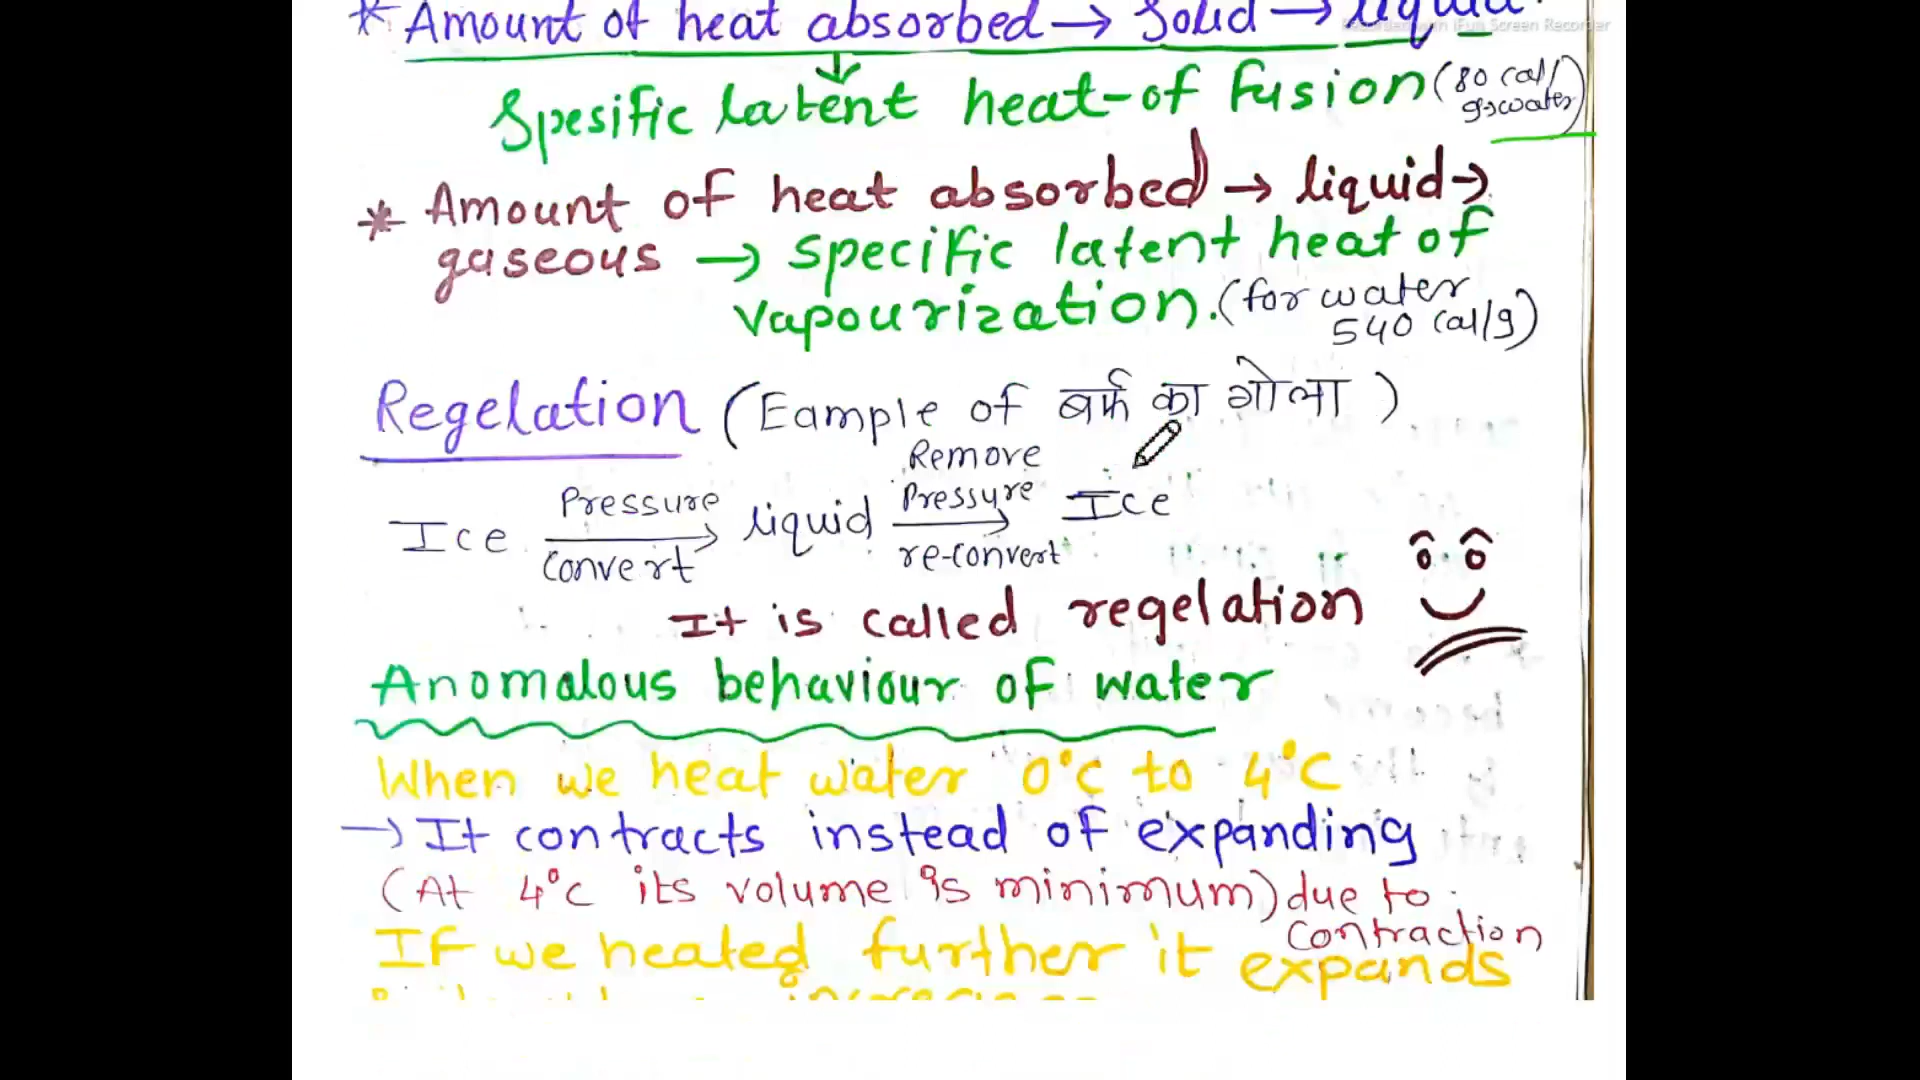 * Amount of heat absorbed → Solid → liquid
Screen Recorder
Spesific latent heat-of fusion (80 cal/
* Amount of heat absorbed → liquid →
gaseous → specific latent heat of
vapourization. (for water
540 cal/g)
Regelation (Eample of बर्फ का गोला )
Ice Pressure Convert → liquid Remove Pressure re-convert → Ice
It is called regelation
Anomalous behaviour of water
When we heat water 0°C to 4°C
→ It contracts instead of expanding
(At 4°C its volume is minimum) due to
contraction
If we heated further it expands